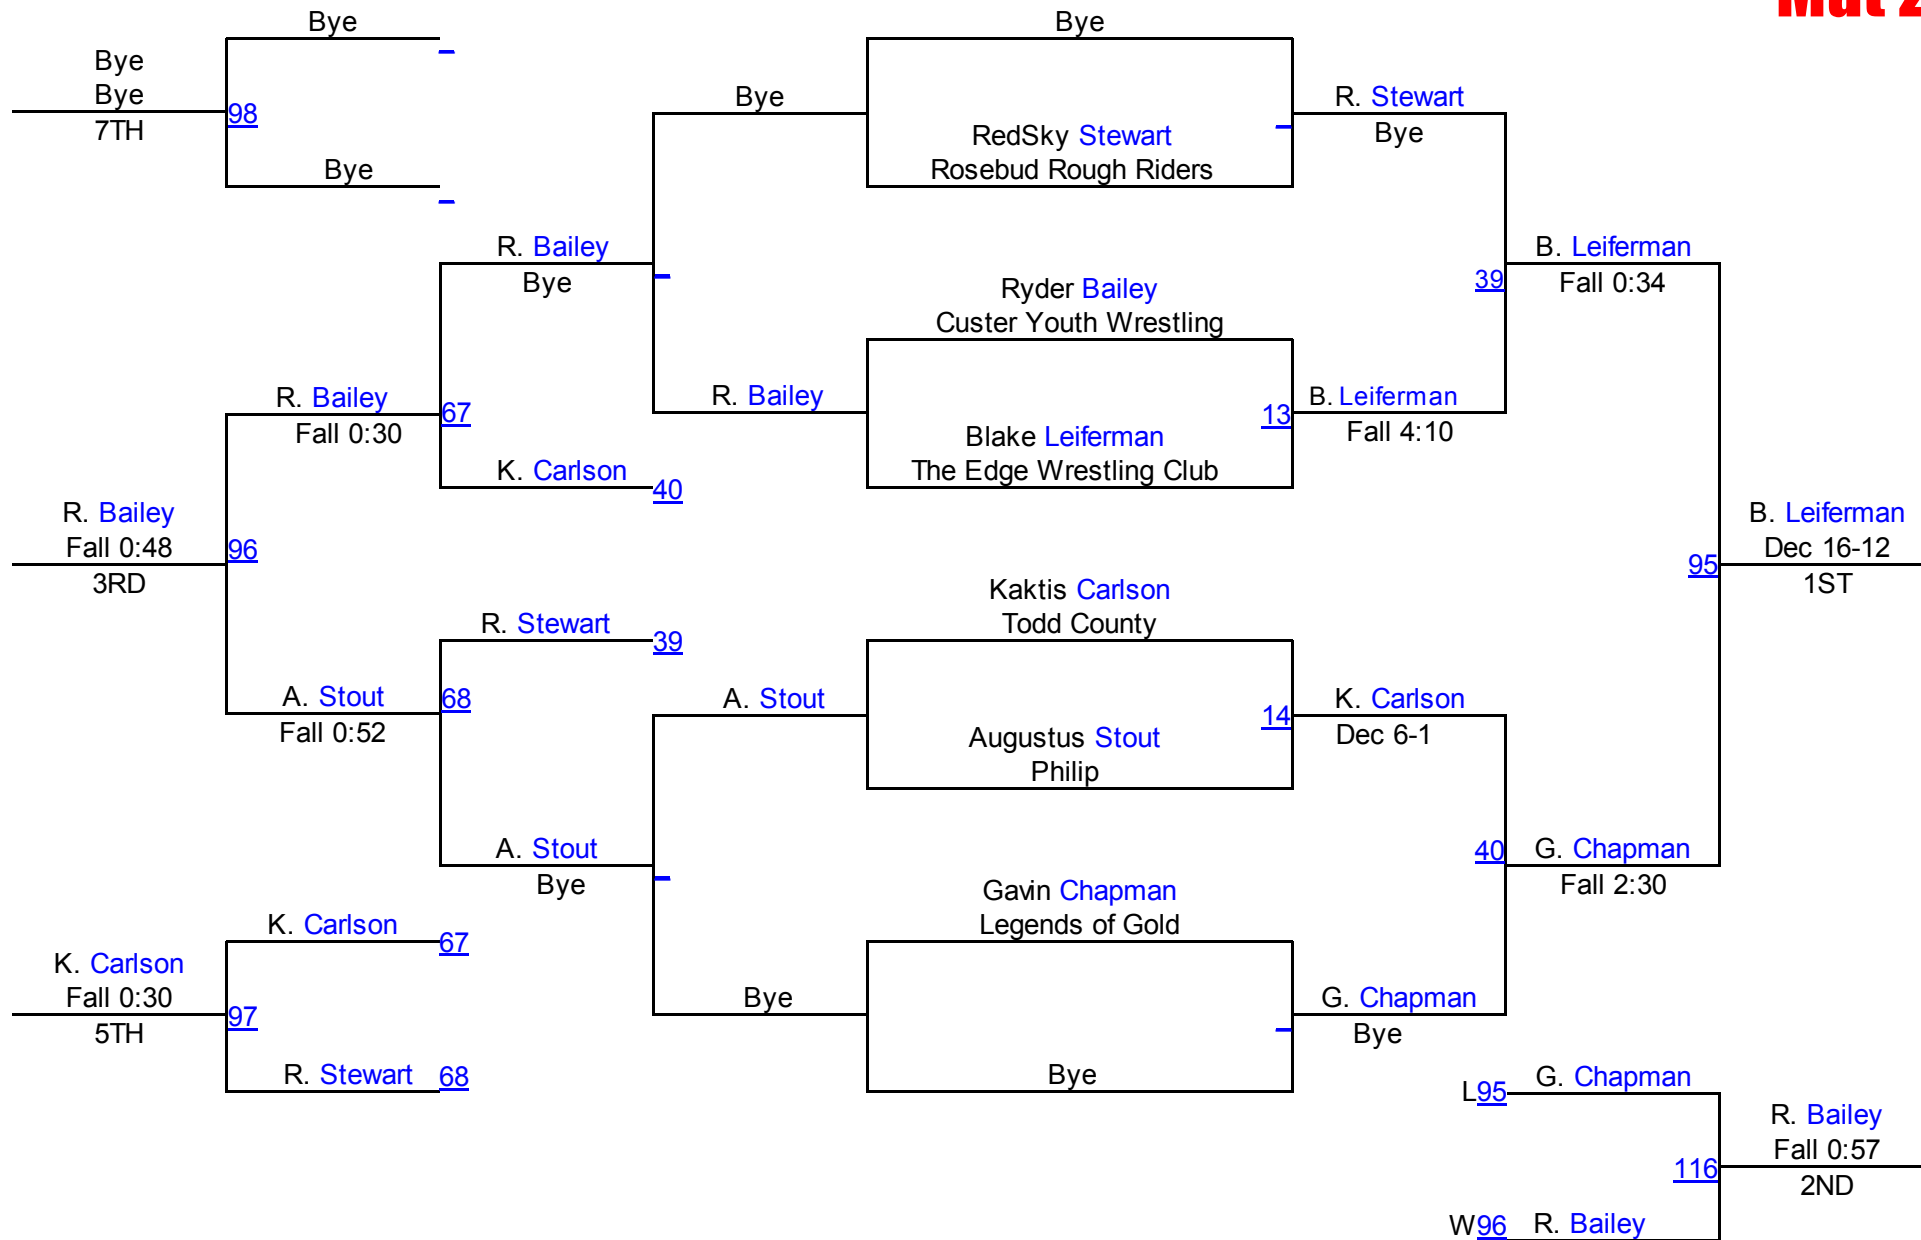 Mat 2
Bye
Bye
Bye
Bye
98
7TH
Bye
Bye
R. Stewart
Bye
RedSky Stewart
Rosebud Rough Riders
Bye
R. Bailey
Bye
B. Leiferman
Fall 0:34
39
Ryder Bailey
Custer Youth Wrestling
R. Bailey
Fall 0:30
67
R. Bailey
13
B. Leiferman
Fall 4:10
Blake Leiferman
The Edge Wrestling Club
K. Carlson
40
R. Bailey
Fall 0:48
96
3RD
B. Leiferman
Dec 16-12
95
1ST
Kaktis Carlson
Todd County
R. Stewart
39
A. Stout
Fall 0:52
68
A. Stout
14
K. Carlson
Dec 6-1
Augustus Stout
Philip
A. Stout
Bye
40
G. Chapman
Fall 2:30
Gavin Chapman
Legends of Gold
K. Carlson
67
K. Carlson
Fall 0:30
97
5TH
Bye
G. Chapman
Bye
R. Stewart
68
Bye
L95
G. Chapman
R. Bailey
Fall 0:57
116
2ND
W96
R. Bailey